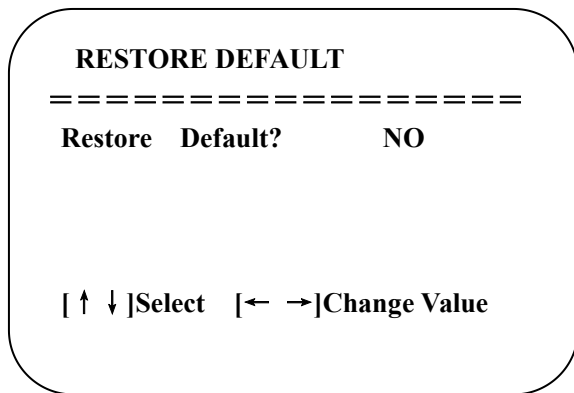 RESTORE DEFAULT
=================
Restore Default? NO
[↑ ↓]Select [← →]Change Value